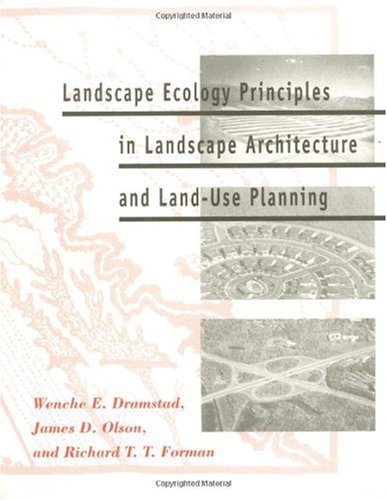 Copyrighted Material
Landscape Ecology Principles
in Landscape Architecture
and Land-Use Planning
Wenche E. Dramstad,
James D. Olson,
and Richard T. T. Forman
Copyrighted Material